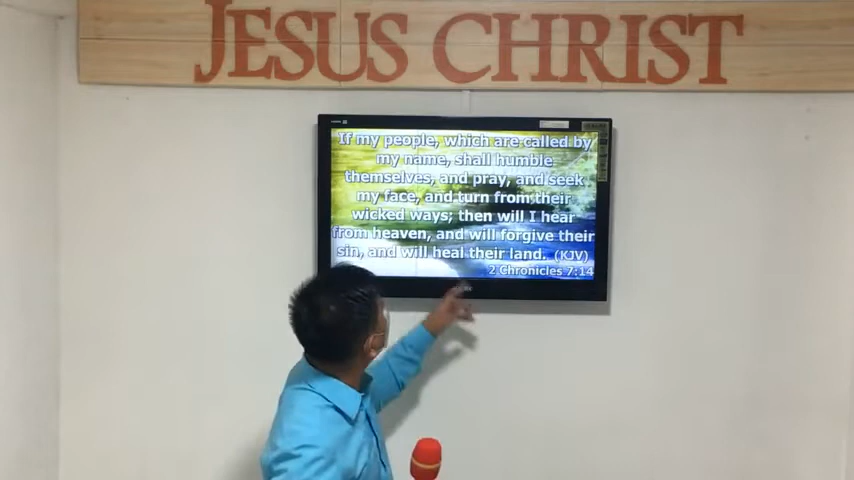 JESUS CHRIST
If my people, which are called by
my name, shall humble
themselves, and pray, and seek
my face, and turn from their
wicked ways; then will I hear
from heaven, and will forgive their
sin, and will heal their land. (KJV)
2 Chronicles 7:14